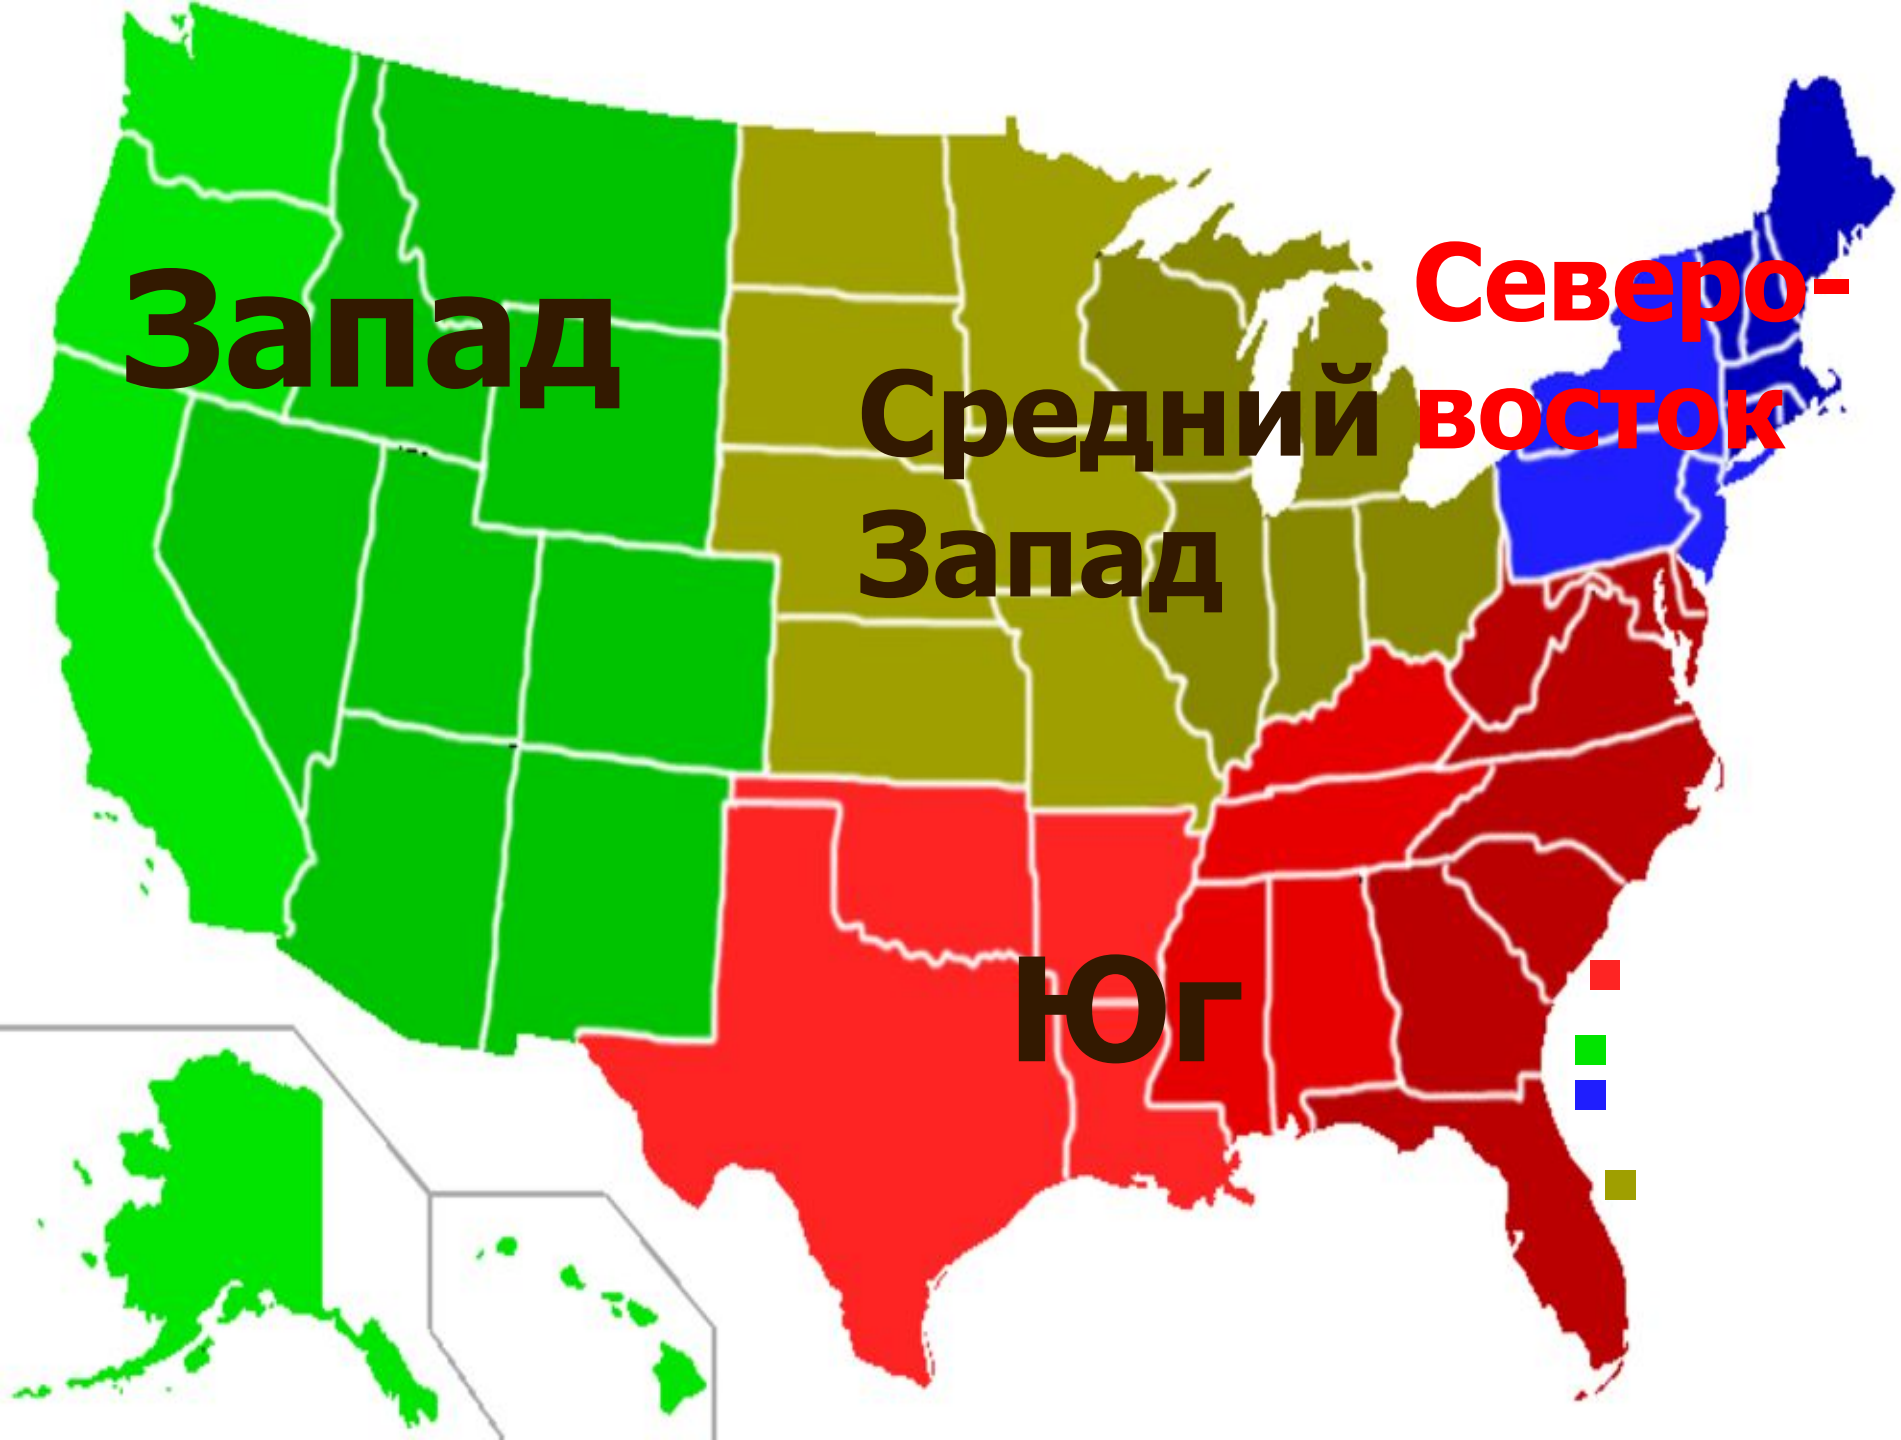 Запад
Северо-
восток
Средний
Запад
Юг